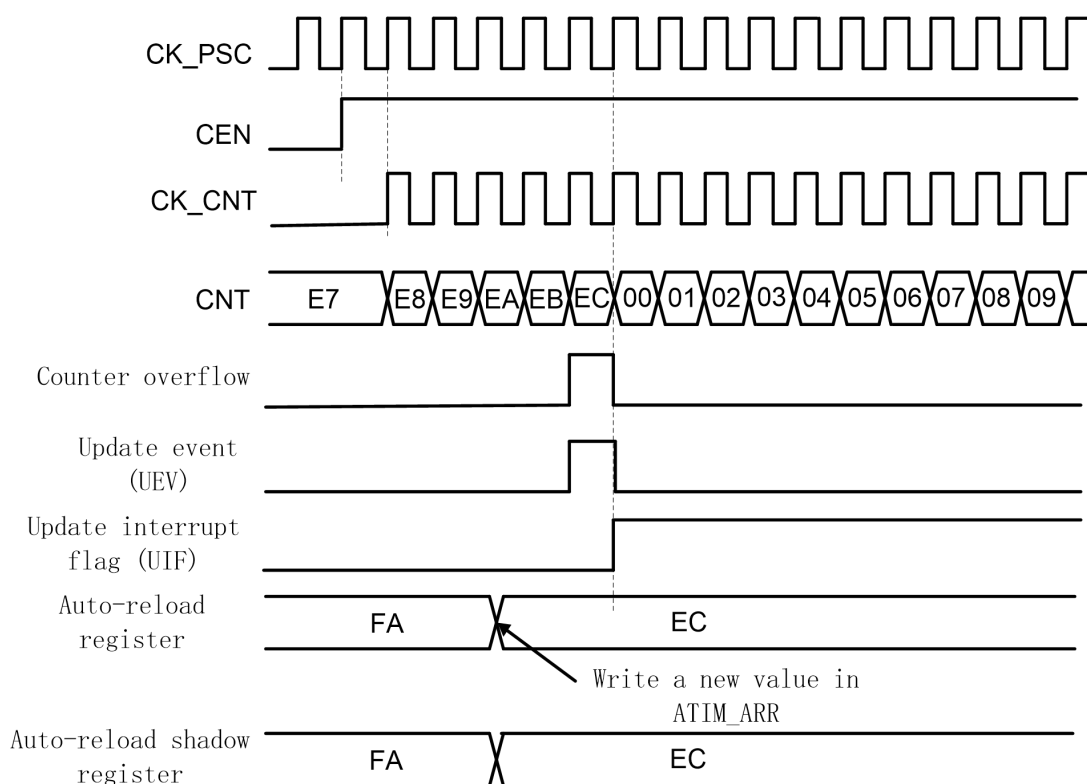 CK_PSC
CEN
CK_CNT
CNT E7 E8 E9 EA EB EC 00 01 02 03 04 05 06 07 08 09
Counter overflow
Update event
(UEV)
Update interrupt
flag (UIF)
Auto-reload
register
FA EC
Write a new value in
ATIM_ARR
Auto-reload shadow
register
FA EC